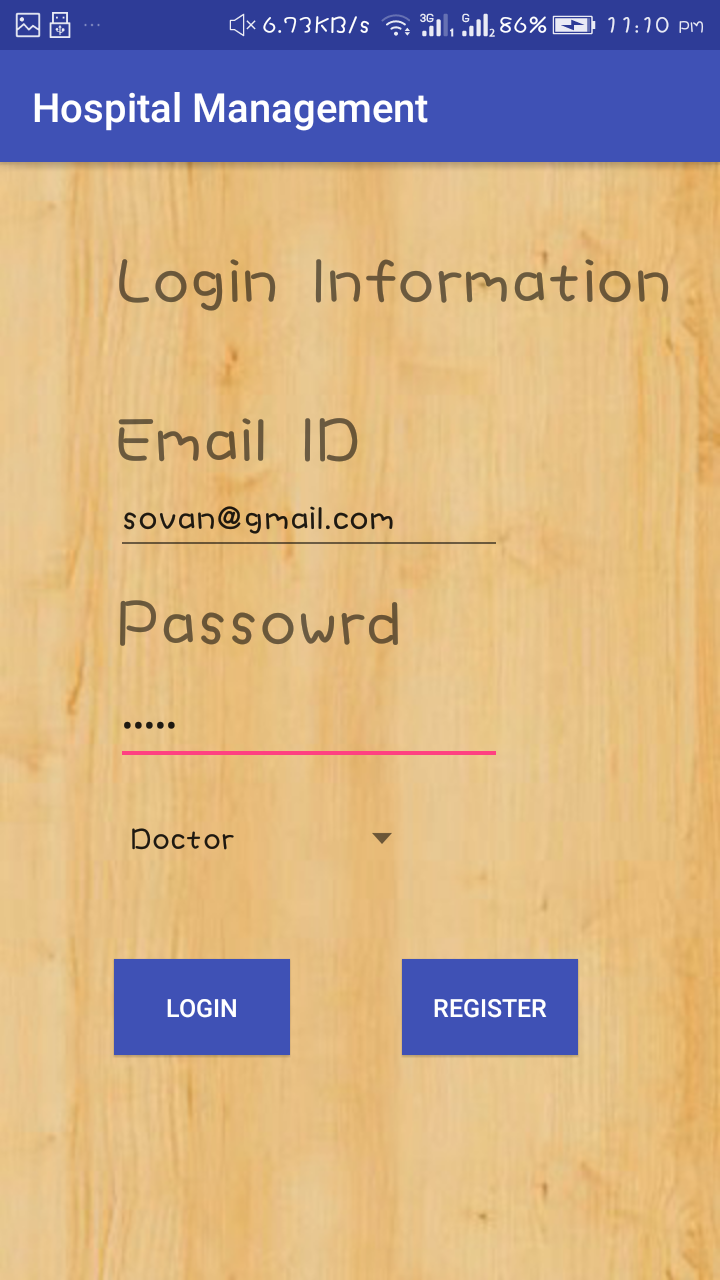 6.73KB/s 3G 1 G 2 86% 11:10 pm
Hospital Management
Login Information
Email ID
sovan@gmail.com
Passowrd
•••••
Doctor
LOGIN REGISTER